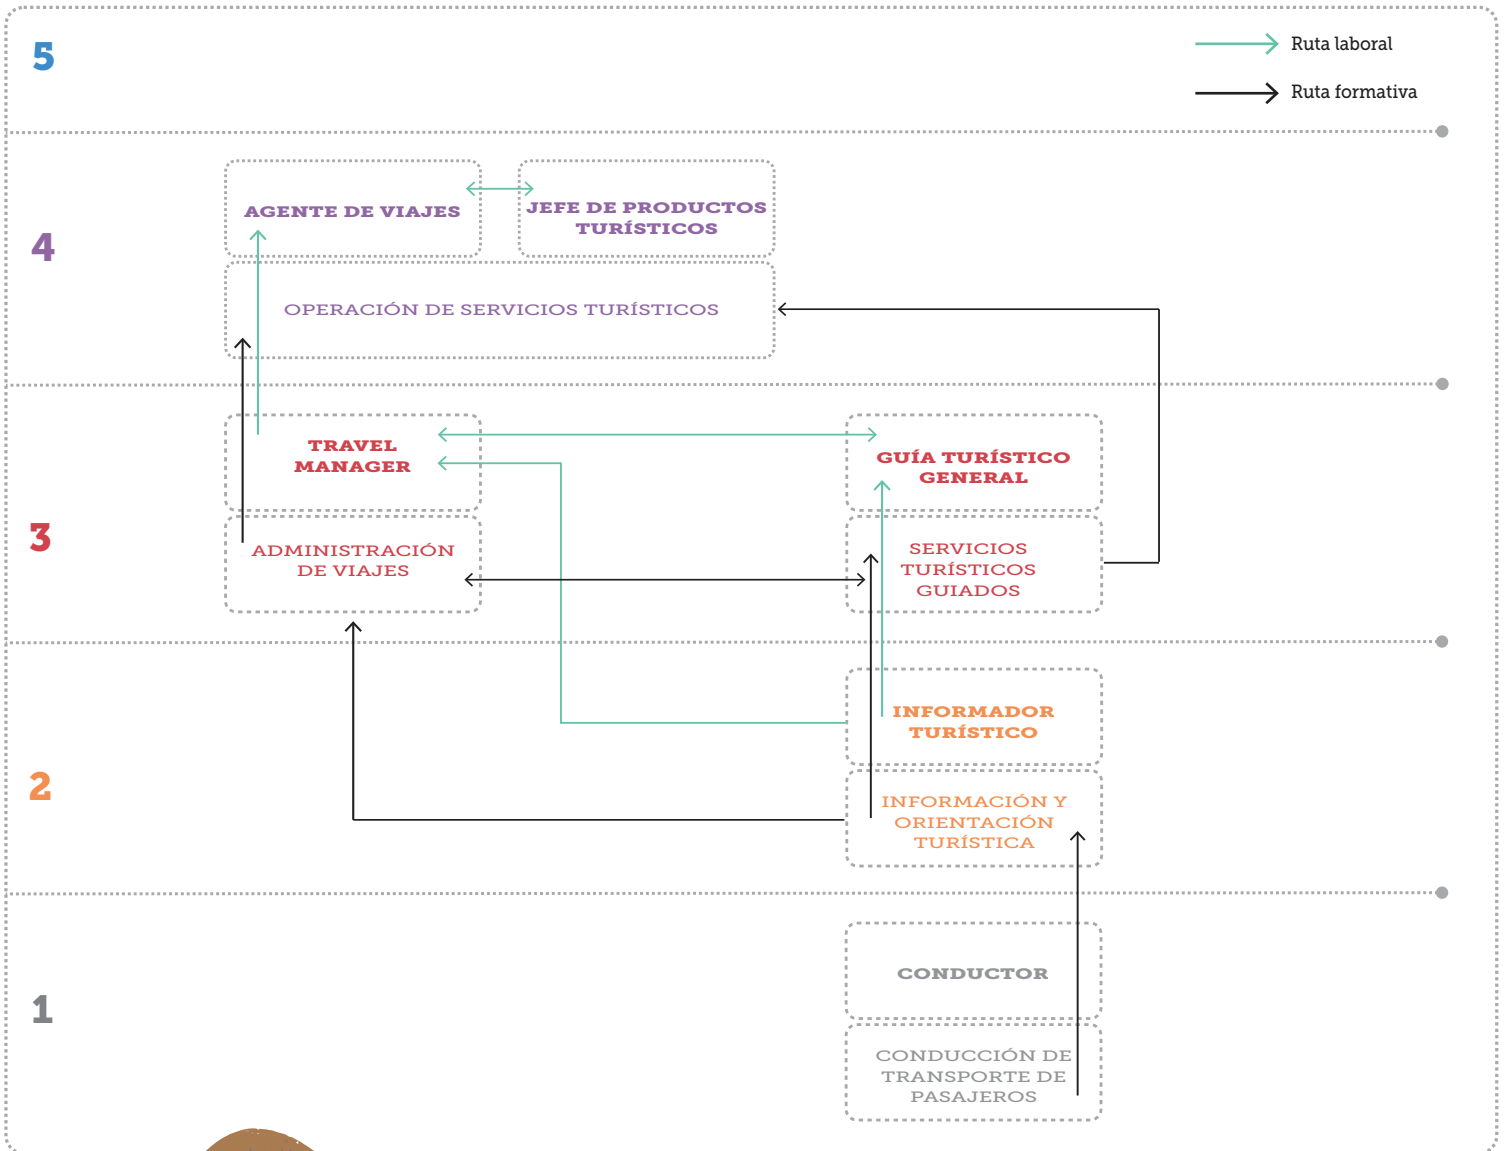 5
Ruta laboral
Ruta formativa
4
AGENTE DE VIAJES
JEFE DE PRODUCTOS
TURÍSTICOS
OPERACIÓN DE SERVICIOS TURÍSTICOS
3
TRAVEL
MANAGER
GUÍA TURÍSTICO
GENERAL
ADMINISTRACIÓN
DE VIAJES
SERVICIOS
TURÍSTICOS
GUIADOS
2
INFORMADOR
TURÍSTICO
INFORMACIÓN Y
ORIENTACIÓN
TURÍSTICA
1
CONDUCTOR
CONDUCCIÓN DE
TRANSPORTE DE
PASAJEROS